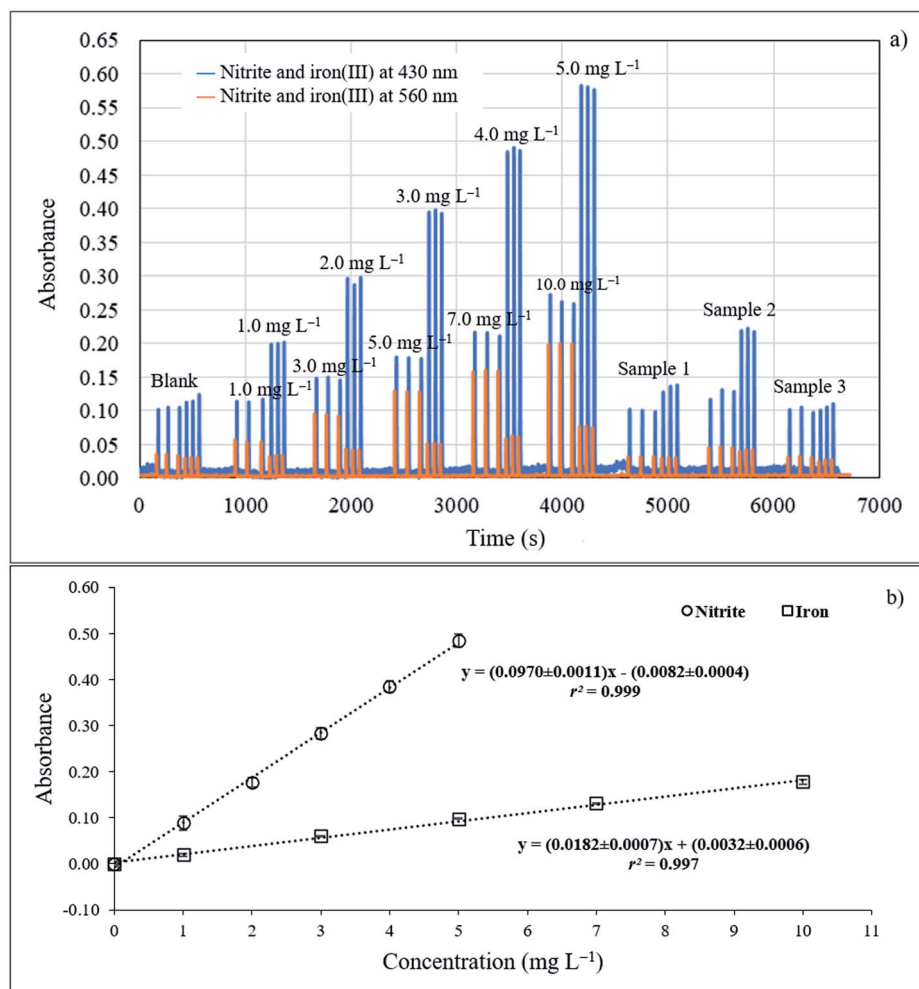 a)
0.65
0.60
0.55
0.50
0.45
0.40
0.35
0.30
0.25
0.20
0.15
0.10
0.05
0.00
Absorbance
Nitrite and iron(III) at 430 nm
Nitrite and iron(III) at 560 nm
Blank
1.0 mg L⁻¹
1.0 mg L⁻¹
3.0 mg L⁻¹
2.0 mg L⁻¹
5.0 mg L⁻¹
3.0 mg L⁻¹
7.0 mg L⁻¹
4.0 mg L⁻¹
10.0 mg L⁻¹
5.0 mg L⁻¹
Sample 1
Sample 2
Sample 3
0 1000 2000 3000 4000 5000 6000 7000
Time (s)
b)
0.60
0.50
0.40
0.30
0.20
0.10
0.00
-0.10
Absorbance
Nitrite Iron
y = (0.0970±0.0011)x - (0.0082±0.0004)
r² = 0.999
y = (0.0182±0.0007)x + (0.0032±0.0006)
r² = 0.997
0 1 2 3 4 5 6 7 8 9 10 11
Concentration (mg L⁻¹)